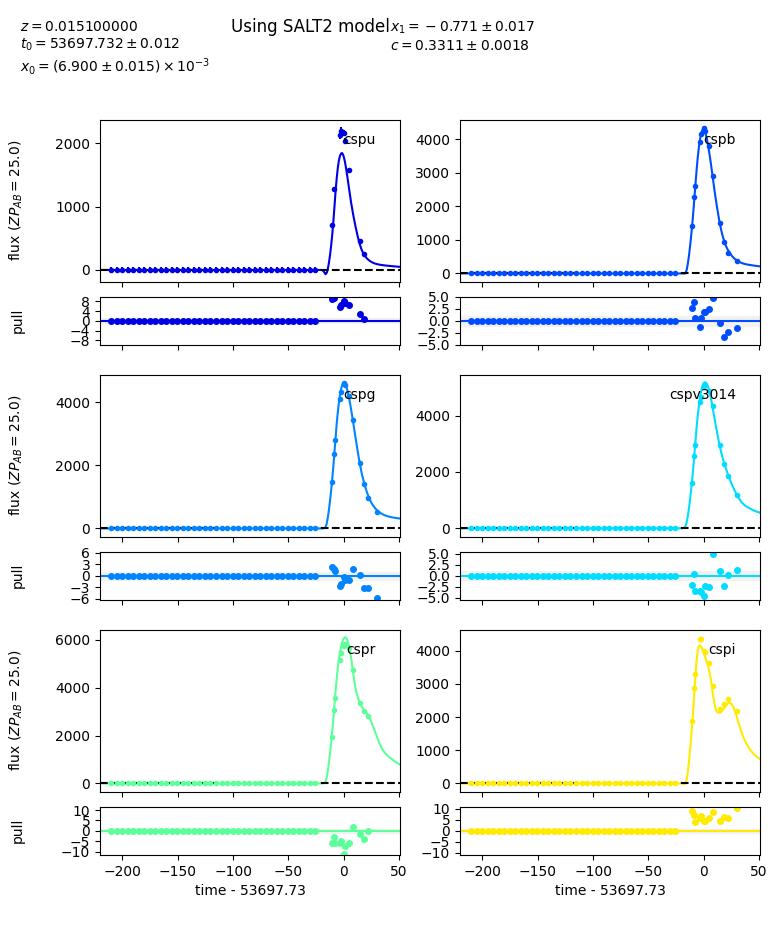 Using SALT2 model
z = 0.015100000
t0 = 53697.732 ± 0.012
x0 = (6.900 ± 0.015) × 10^−3
x1 = −0.771 ± 0.017
c = 0.3311 ± 0.0018
flux (ZP_AB = 25.0)
2000
1000
0
cspu
4000
3000
2000
1000
0
cspb
pull
8
4
0
−4
−8
5.0
2.5
0.0
−2.5
−5.0
flux (ZP_AB = 25.0)
4000
2000
0
cspg
4000
2000
0
cspv3014
pull
6
3
0
−3
−6
5.0
2.5
0.0
−2.5
−5.0
flux (ZP_AB = 25.0)
6000
4000
2000
0
cspr
4000
3000
2000
1000
0
cspi
pull
10
5
0
−5
−10
10
5
0
−5
−10
−200 −150 −100 −50 0 50
−200 −150 −100 −50 0 50
time - 53697.73
time - 53697.73